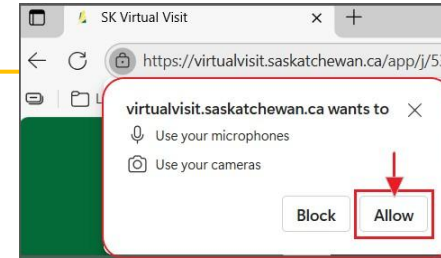 SK Virtual Visit
https://virtualvisit.saskatchewan.ca/app/j/5
virtualvisit.saskatchewan.ca wants to
Use your microphones
Use your cameras
Block Allow